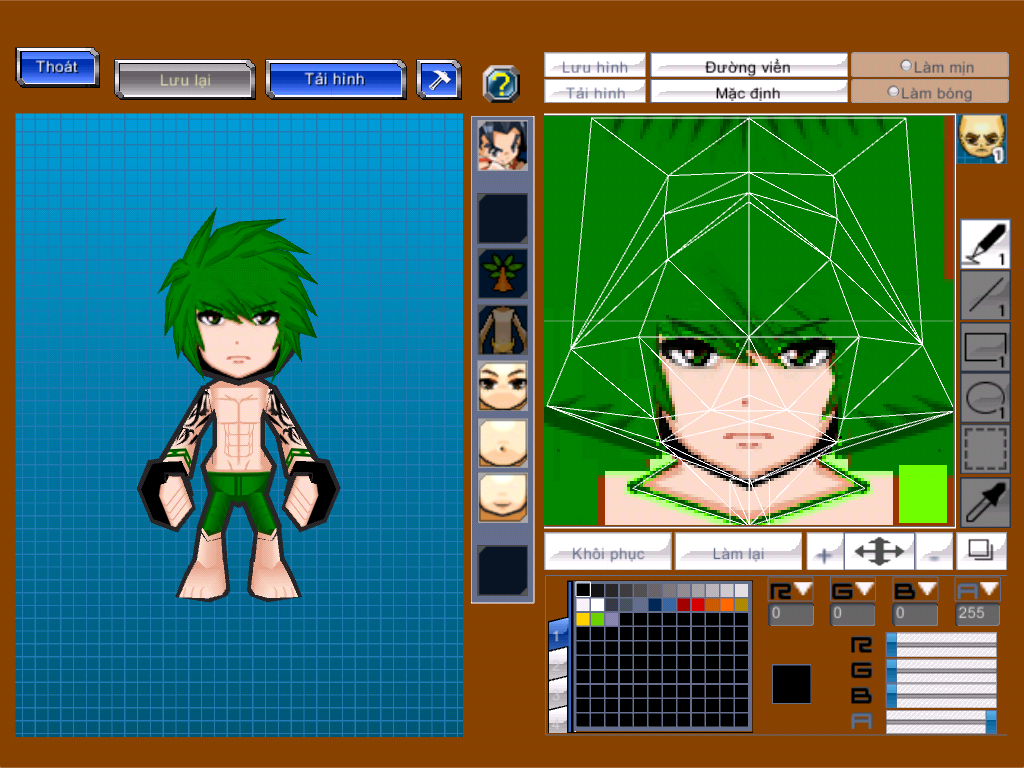 Thoát
Lưu lại
Tải hình
?
Lưu hình
Đường viền
Làm mịn
Tải hình
Mặc định
Làm bóng
1
1
1
1
1
Khôi phục
Làm lại
+
-
R
G
B
A
0
0
0
255
1
R
G
B
A